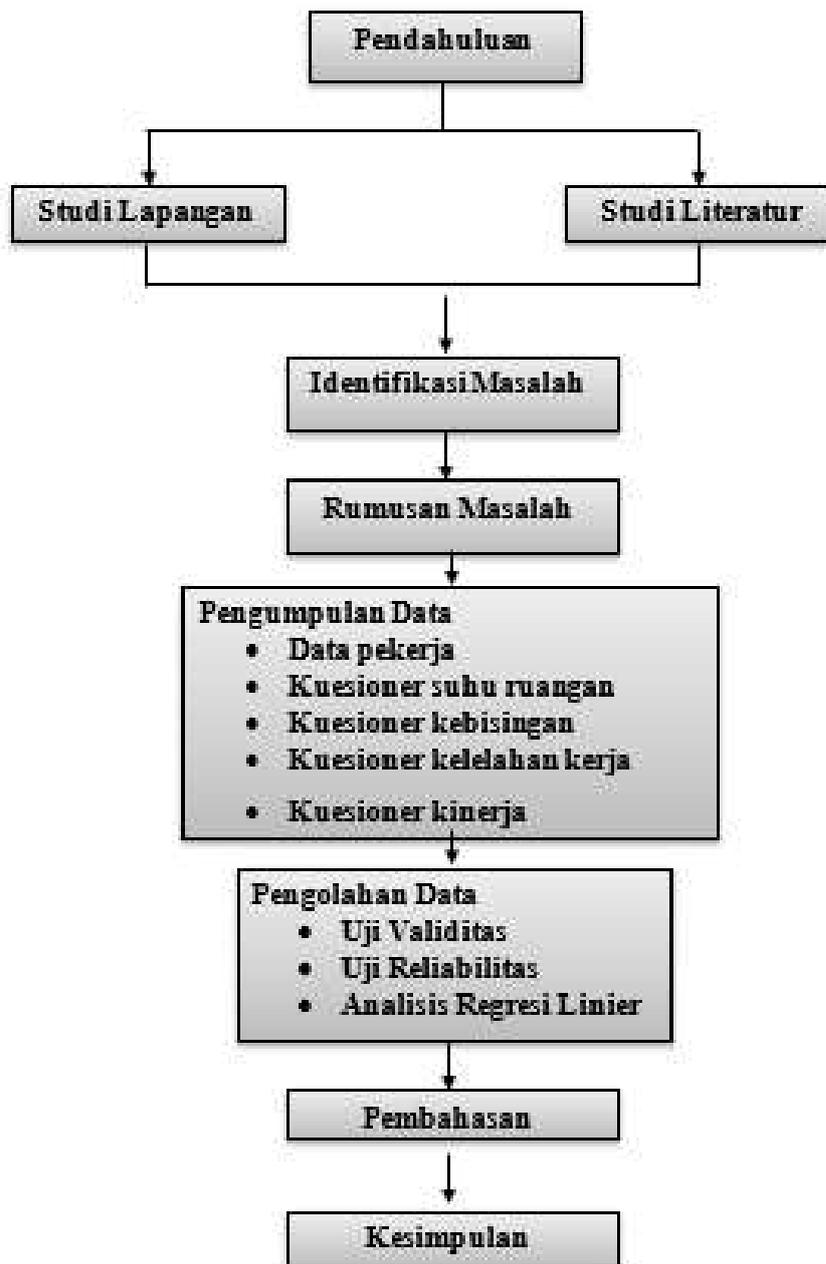 Pendahuluan
Studi Lapangan
Studi Literatur
Identifikasi Masalah
Rumusan Masalah
Pengumpulan Data
• Data pekerja
• Kuesioner suhu ruangan
• Kuesioner kebisingan
• Kuesioner kelelahan kerja
• Kuesioner kinerja
Pengolahan Data
• Uji Validitas
• Uji Reliabilitas
• Analisis Regresi Linier
Pembahasan
Kesimpulan